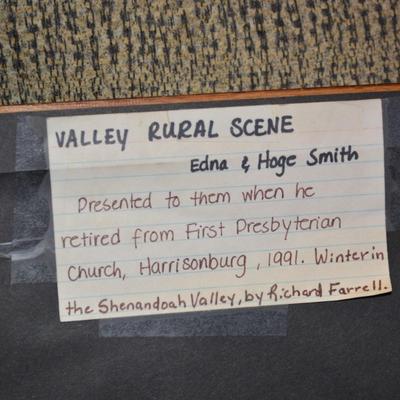 VALLEY RURAL SCENE
Edna & Hoge Smith
Presented to them when he
retired from First Presbyterian
Church, Harrisonburg, 1991. Winter in
the Shenandoah Valley, by Richard Farrell.